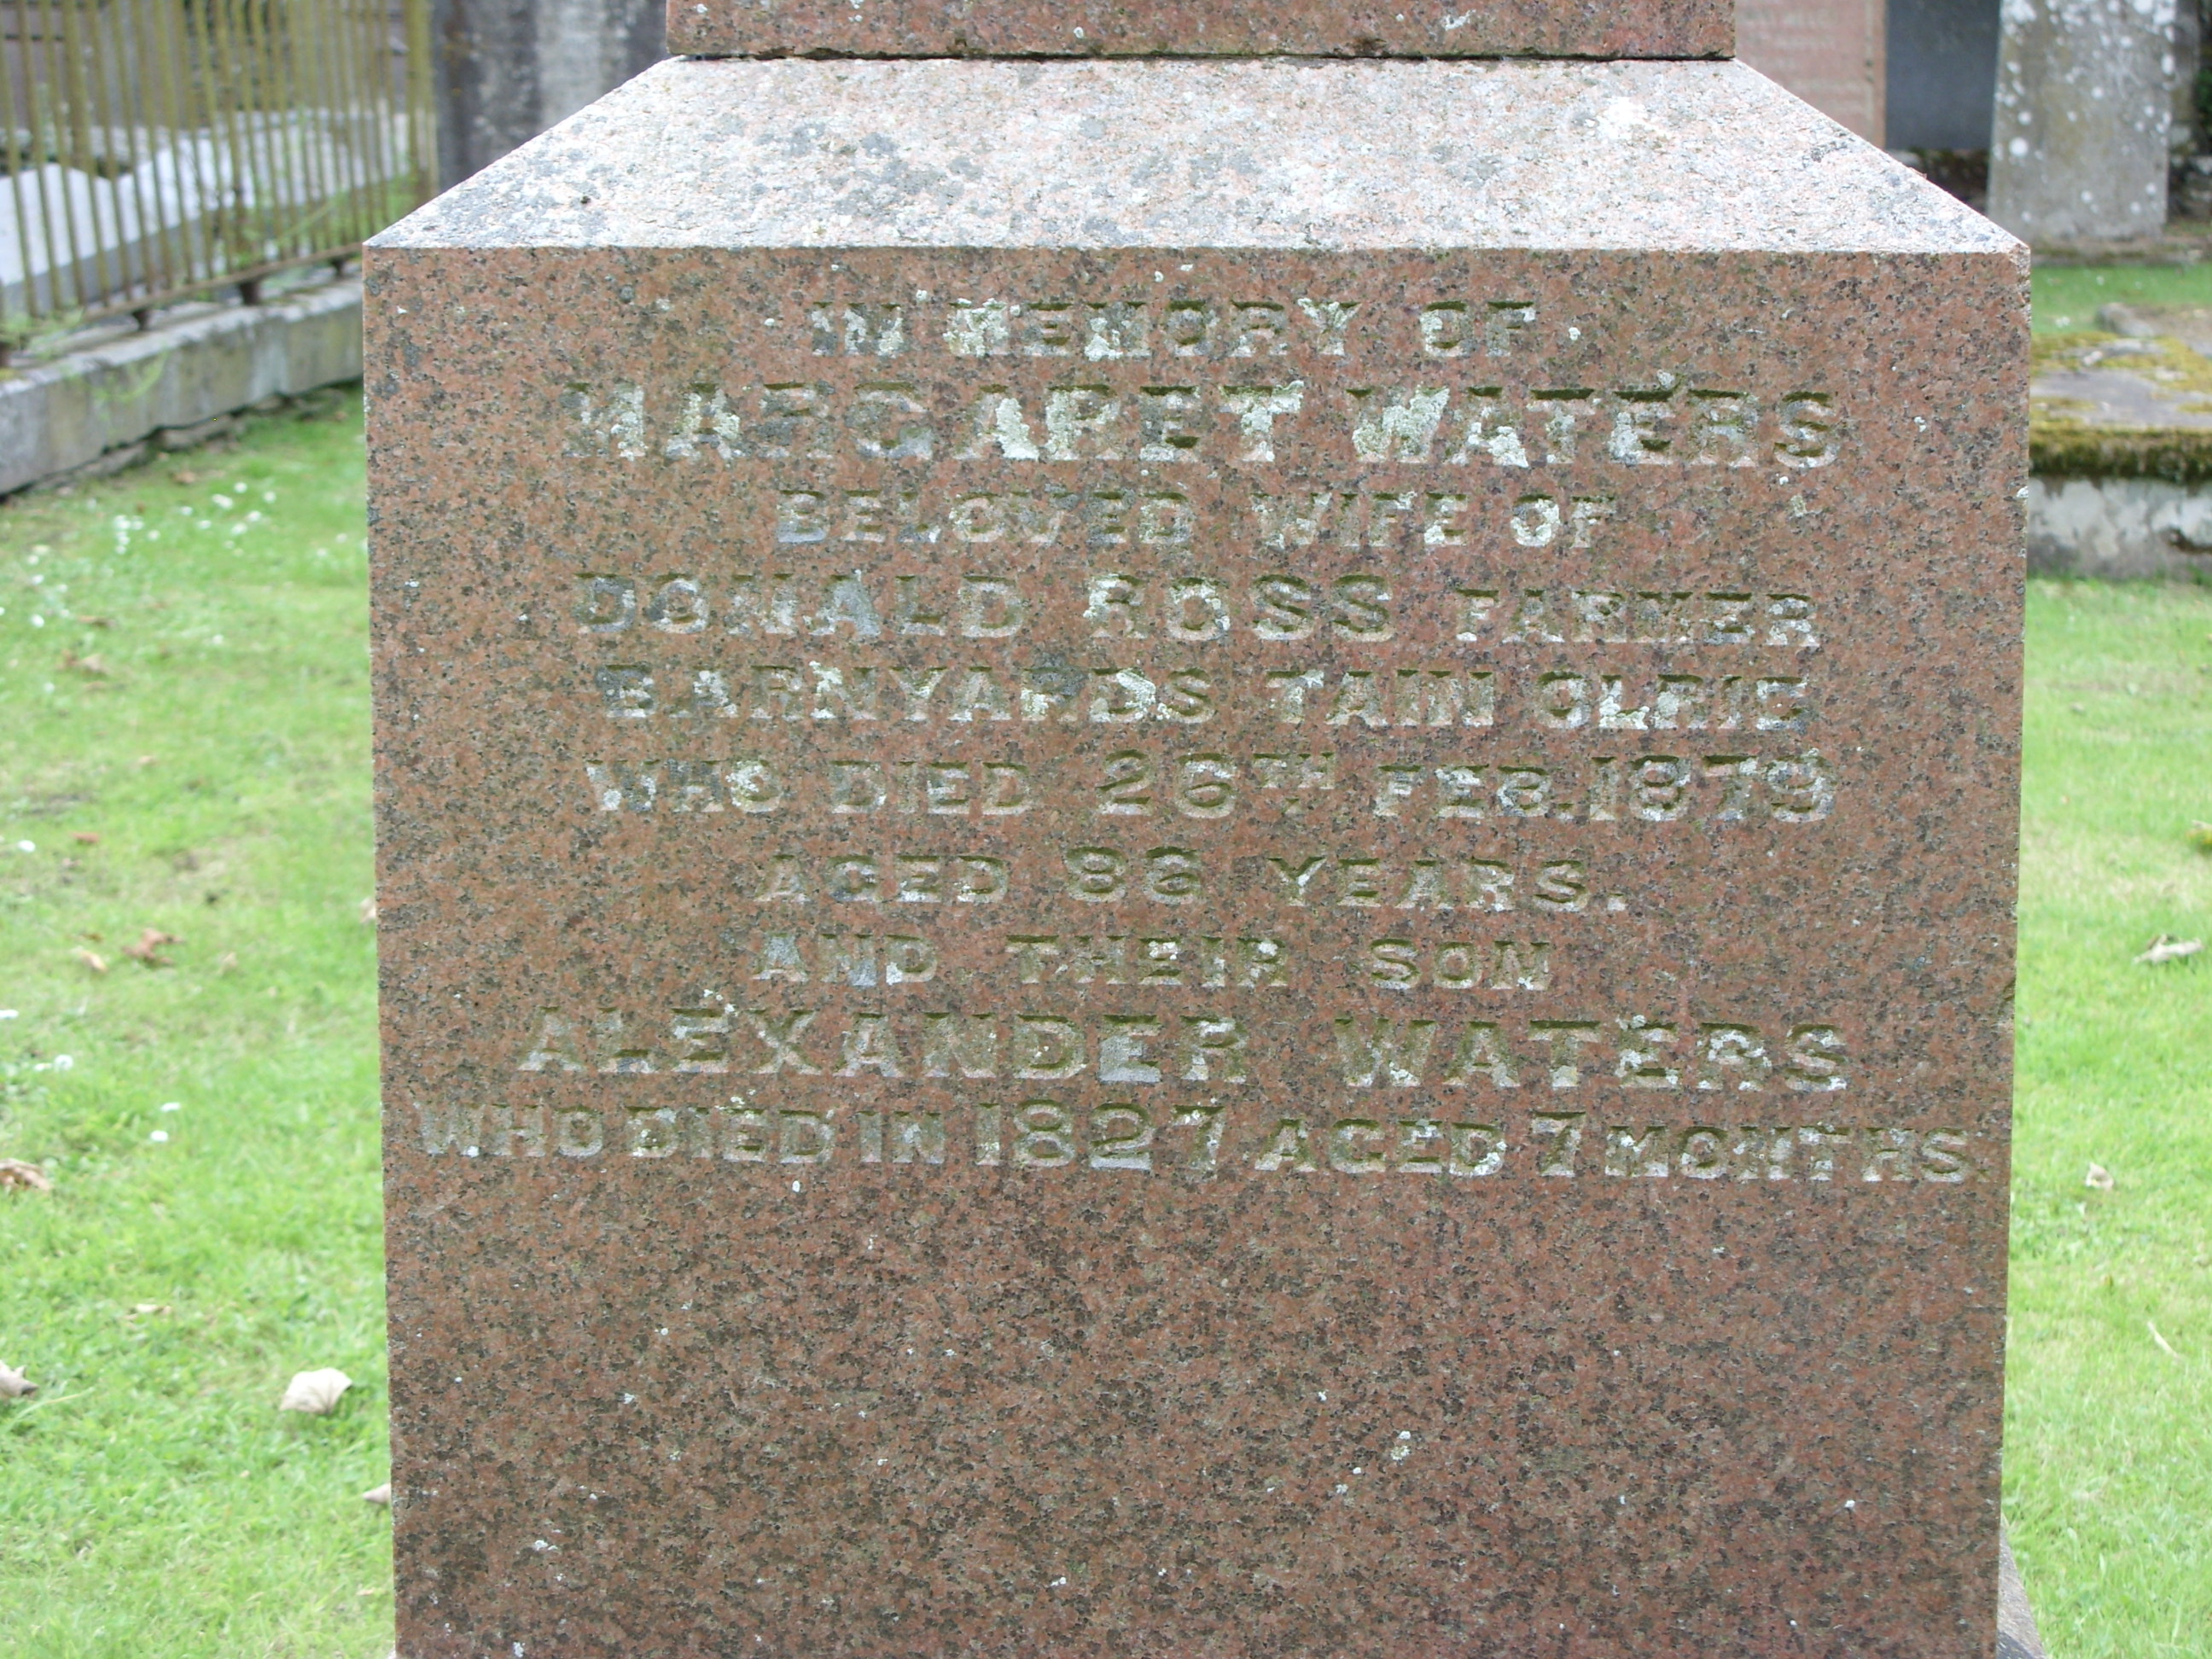 IN MEMORY OF
MARGARET WATERS
BELOVED WIFE OF
DONALD ROSS FARMER
BARNYARDS TAIN OLRIG
WHO DIED 26TH FEB. 1879
AGED 86 YEARS.
AND THEIR SON
ALEXANDER WATERS
WHO DIED IN 1827 AGED 7 MONTHS.